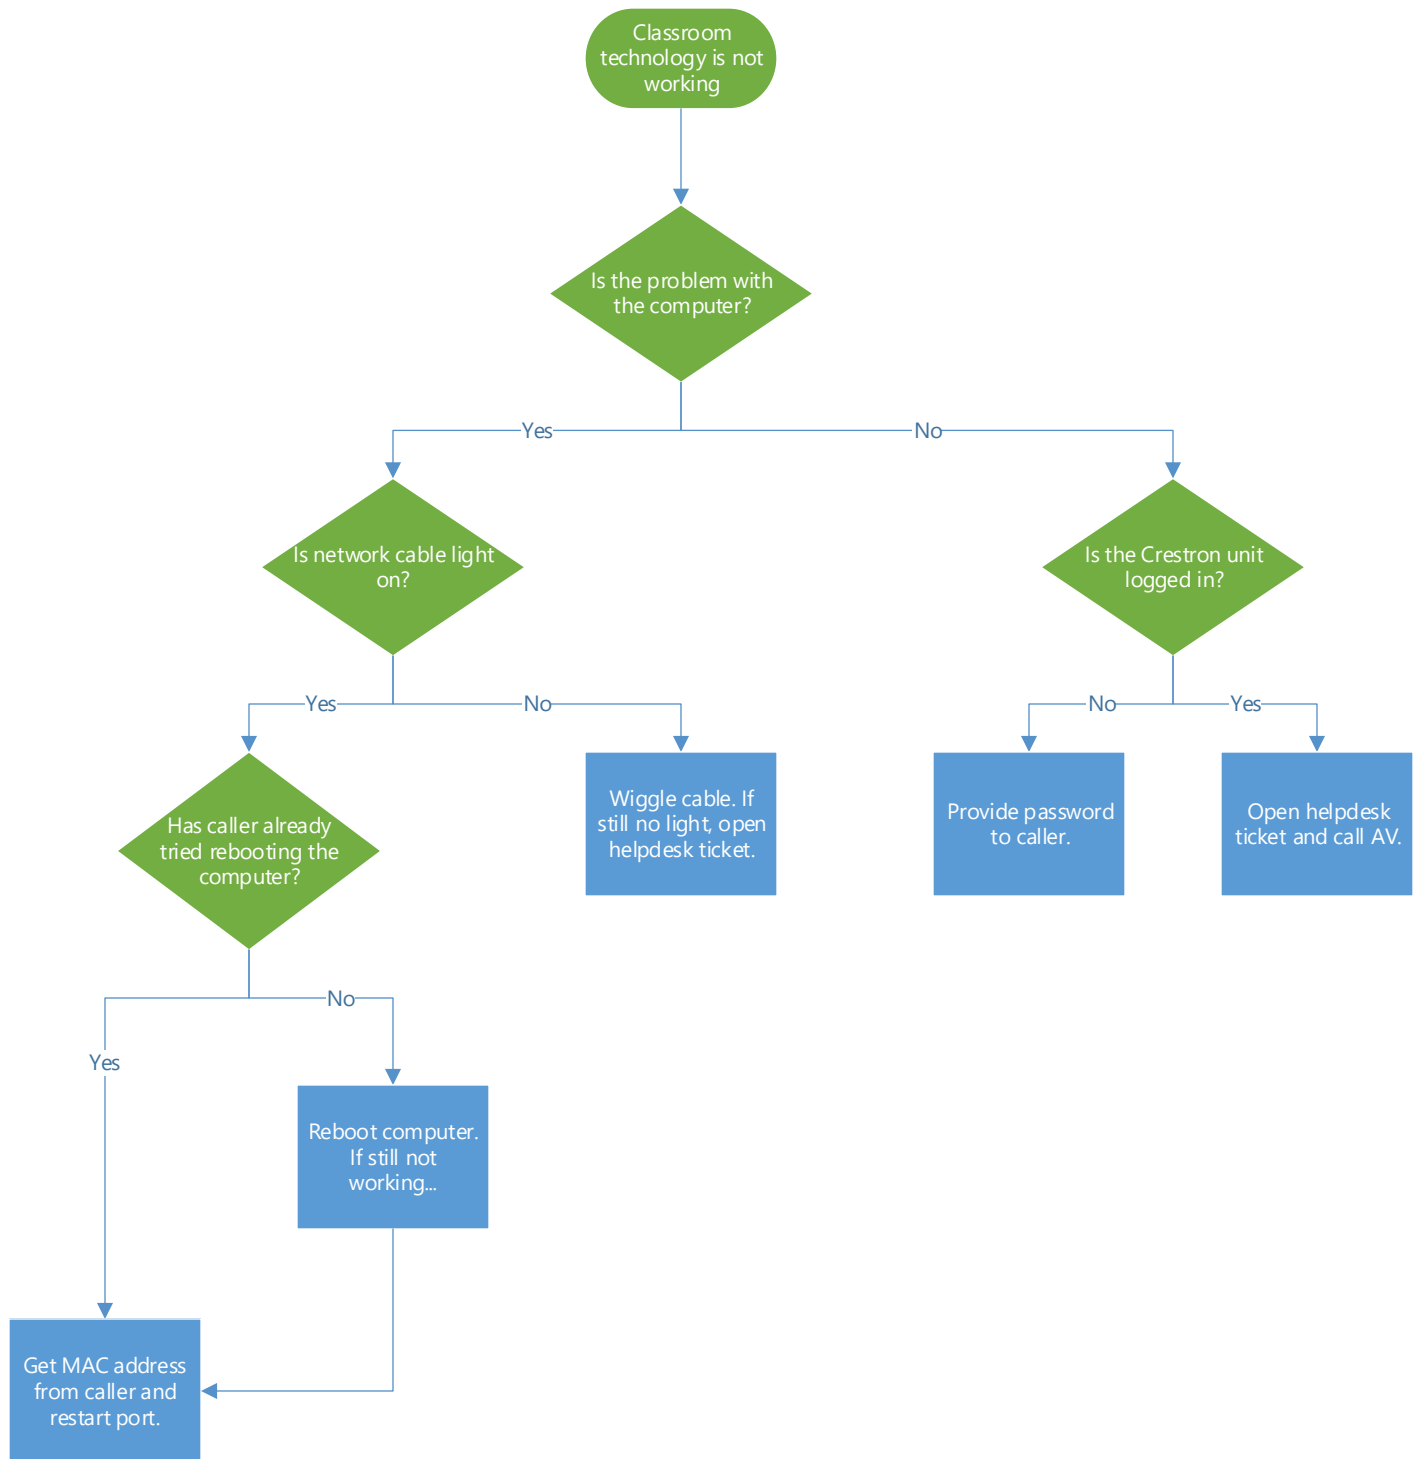 Classroom
technology is not
working
Is the problem with
the computer?
Yes
No
Is network cable light
on?
Is the Crestron unit
logged in?
Yes
No
No
Yes
Has caller already
tried rebooting the
computer?
Wiggle cable. If
still no light, open
helpdesk ticket.
Provide password
to caller.
Open helpdesk
ticket and call AV.
No
Yes
Reboot computer.
If still not
working...
Get MAC address
from caller and
restart port.